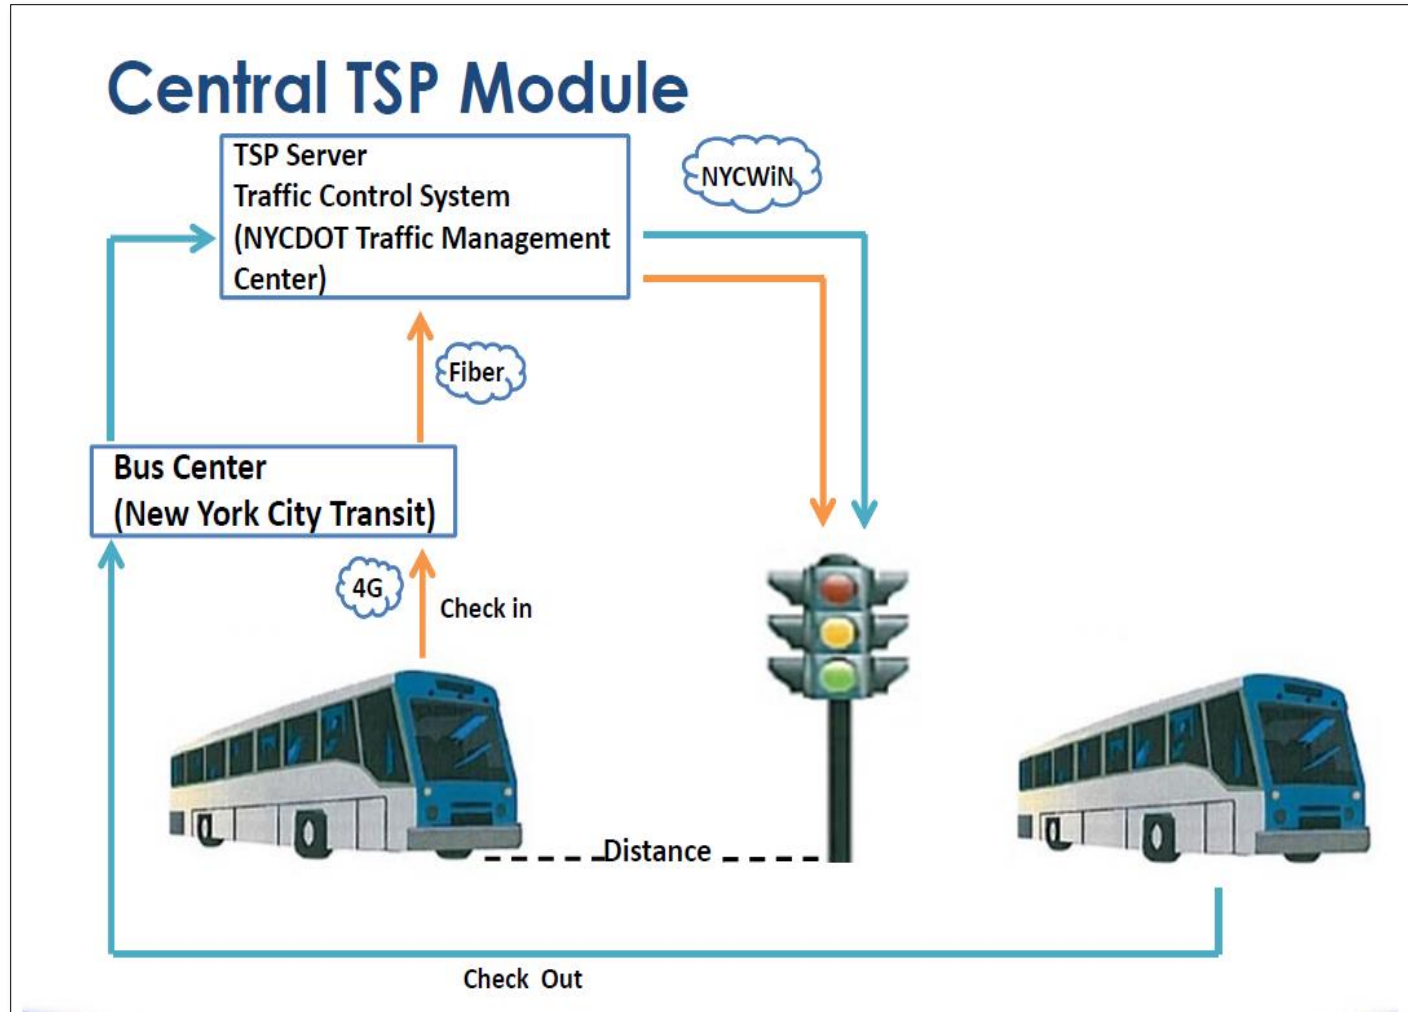 Central TSP Module
TSP Server
Traffic Control System
(NYCDOT Traffic Management
Center)
NYCWiN
Fiber
Bus Center
(New York City Transit)
4G
Check in
Distance
Check Out